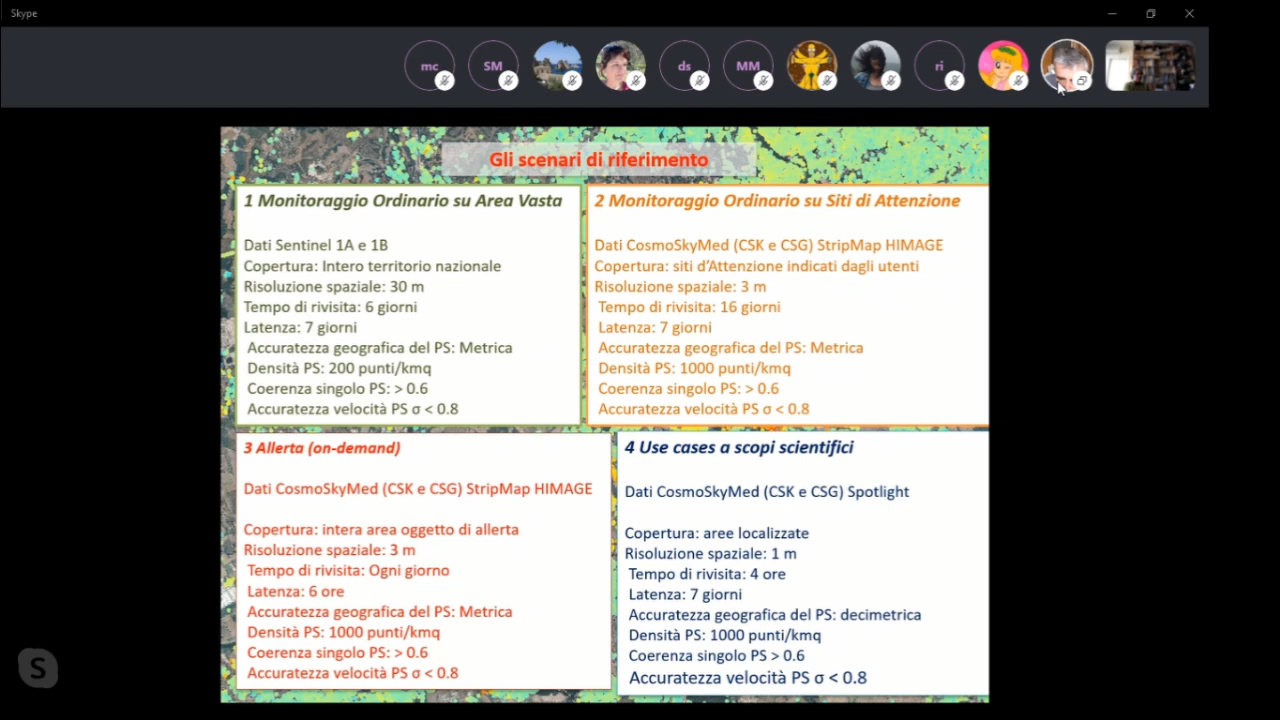 Skype
mc
SM
ds
MM
ri
Gli scenari di riferimento
1 Monitoraggio Ordinario su Area Vasta
Dati Sentinel 1A e 1B
Copertura: Intero territorio nazionale
Risoluzione spaziale: 30 m
Tempo di rivisita: 6 giorni
Latenza: 7 giorni
Accuratezza geografica del PS: Metrica
Densità PS: 200 punti/kmq
Coerenza singolo PS: > 0.6
Accuratezza velocità PS σ < 0.8
2 Monitoraggio Ordinario su Siti di Attenzione
Dati CosmoSkyMed (CSK e CSG) StripMap HIMAGE
Copertura: siti d'Attenzione indicati dagli utenti
Risoluzione spaziale: 3 m
Tempo di rivisita: 16 giorni
Latenza: 7 giorni
Accuratezza geografica del PS: Metrica
Densità PS: 1000 punti/kmq
Coerenza singolo PS: > 0.6
Accuratezza velocità PS σ < 0.8
3 Allerta (on-demand)
Dati CosmoSkyMed (CSK e CSG) StripMap HIMAGE
Copertura: intera area oggetto di allerta
Risoluzione spaziale: 3 m
Tempo di rivisita: Ogni giorno
Latenza: 6 ore
Accuratezza geografica del PS: Metrica
Densità PS: 1000 punti/kmq
Coerenza singolo PS: > 0.6
Accuratezza velocità PS σ < 0.8
4 Use cases a scopi scientifici
Dati CosmoSkyMed (CSK e CSG) Spotlight
Copertura: aree localizzate
Risoluzione spaziale: 1 m
Tempo di rivisita: 4 ore
Latenza: 7 giorni
Accuratezza geografica del PS: decimetrica
Densità PS: 1000 punti/kmq
Coerenza singolo PS > 0.6
Accuratezza velocità PS σ < 0.8
S